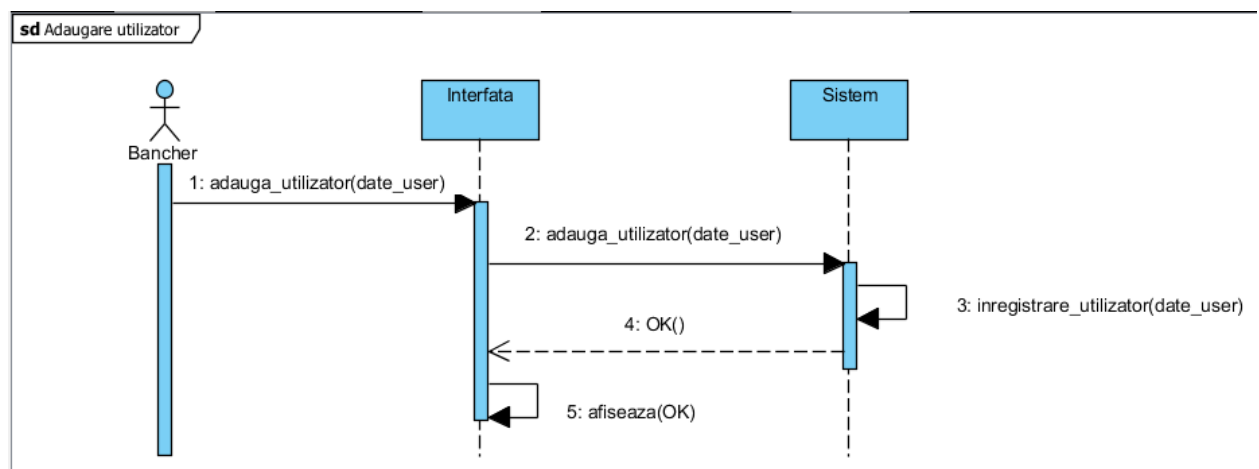 sd Adaugare utilizator
Interfata
Sistem
Bancher
1: adauga_utilizator(date_user)
2: adauga_utilizator(date_user)
3: inregistrare_utilizator(date_user)
4: OK()
5: afiseaza(OK)